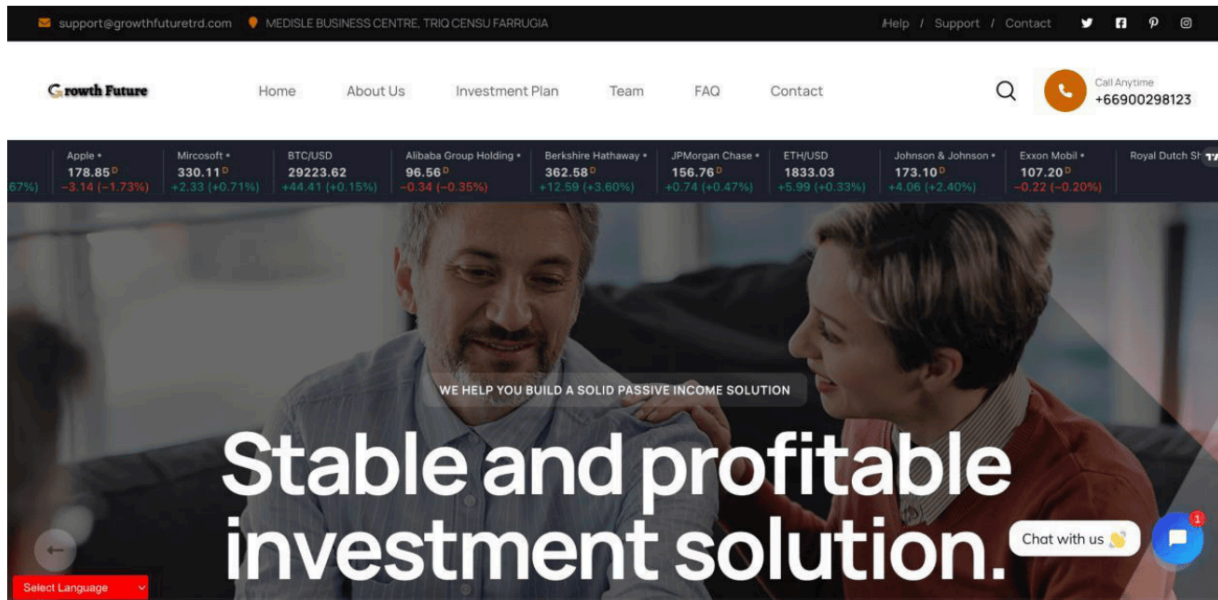 support@growthfuturetrd.com MEDISLE BUSINESS CENTRE, TRIQ CENSU FARRUGIA Help / Support / Contact
Growth Future Home About Us Investment Plan Team FAQ Contact Call Anytime
+66900298123
Apple Mircosoft BTC/USD Alibaba Group Holding Berkshire Hathaway JPMorgan Chase ETH/USD Johnson & Johnson Exxon Mobil Royal Dutch Sh
178.85 D 330.11 D 29223.62 96.56 D 362.58 D 156.76 D 1833.03 173.10 D 107.20 D
67%) −3.14 (−1.73%) +2.33 (+0.71%) +44.41 (+0.15%) −0.34 (−0.35%) +12.59 (+3.60%) +0.74 (+0.47%) +5.99 (+0.33%) +4.06 (+2.40%) −0.22 (−0.20%)
WE HELP YOU BUILD A SOLID PASSIVE INCOME SOLUTION
Stable and profitable
investment solution.
Chat with us
1
Select Language